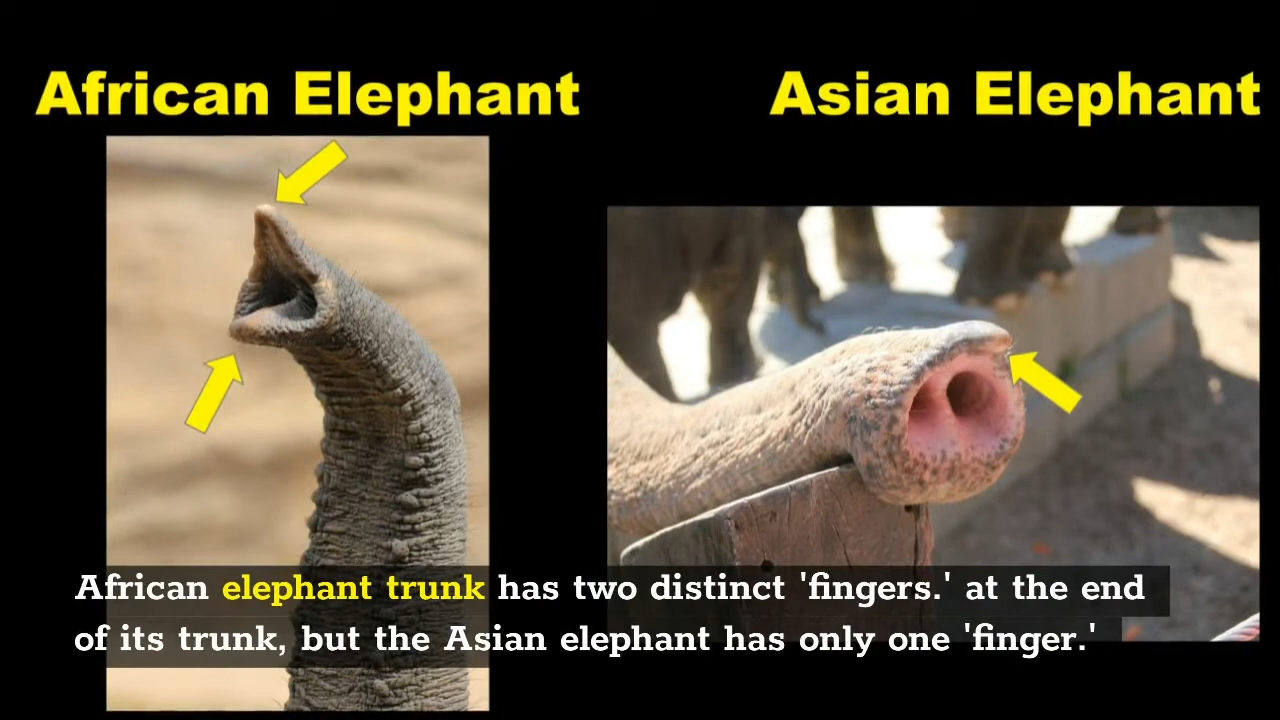 African Elephant
Asian Elephant
African elephant trunk has two distinct 'fingers.' at the end
of its trunk, but the Asian elephant has only one 'finger.'